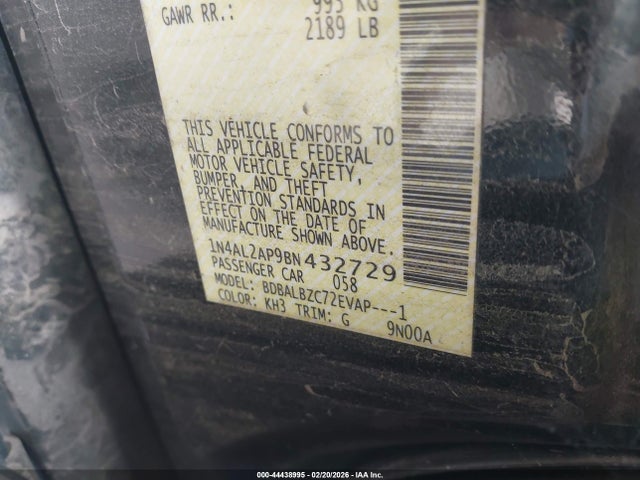 GAWR RR.: 993 KG
2189 LB
THIS VEHICLE CONFORMS TO
ALL APPLICABLE FEDERAL
MOTOR VEHICLE SAFETY,
BUMPER, AND THEFT
PREVENTION STANDARDS IN
EFFECT ON THE DATE OF
MANUFACTURE SHOWN ABOVE.
1N4AL2AP9BN432729
PASSENGER CAR 058
MODEL: BDBALBZC72EVAP---1
COLOR: KH3 TRIM: G 9N00A
000-44438995 — 02/20/2026 — IAA Inc.